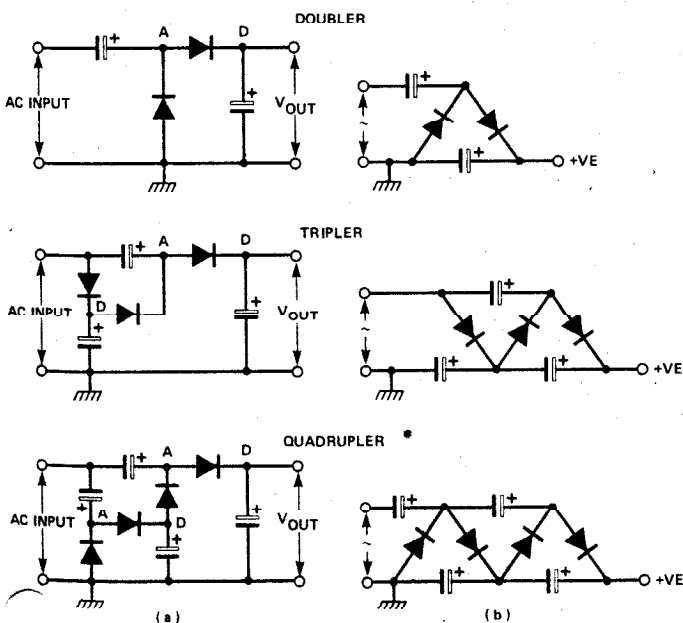 DOUBLER
A D
AC INPUT
VOUT
+
+
+
~
+
+VE
TRIPLER
A D
AC INPUT
D
VOUT
+
+
+
+
~
+
+
+VE
QUADRUPLER *
A D
AC INPUT
A
D
VOUT
+
+
+
+
+
+
~
+
+
+VE
(a) (b)